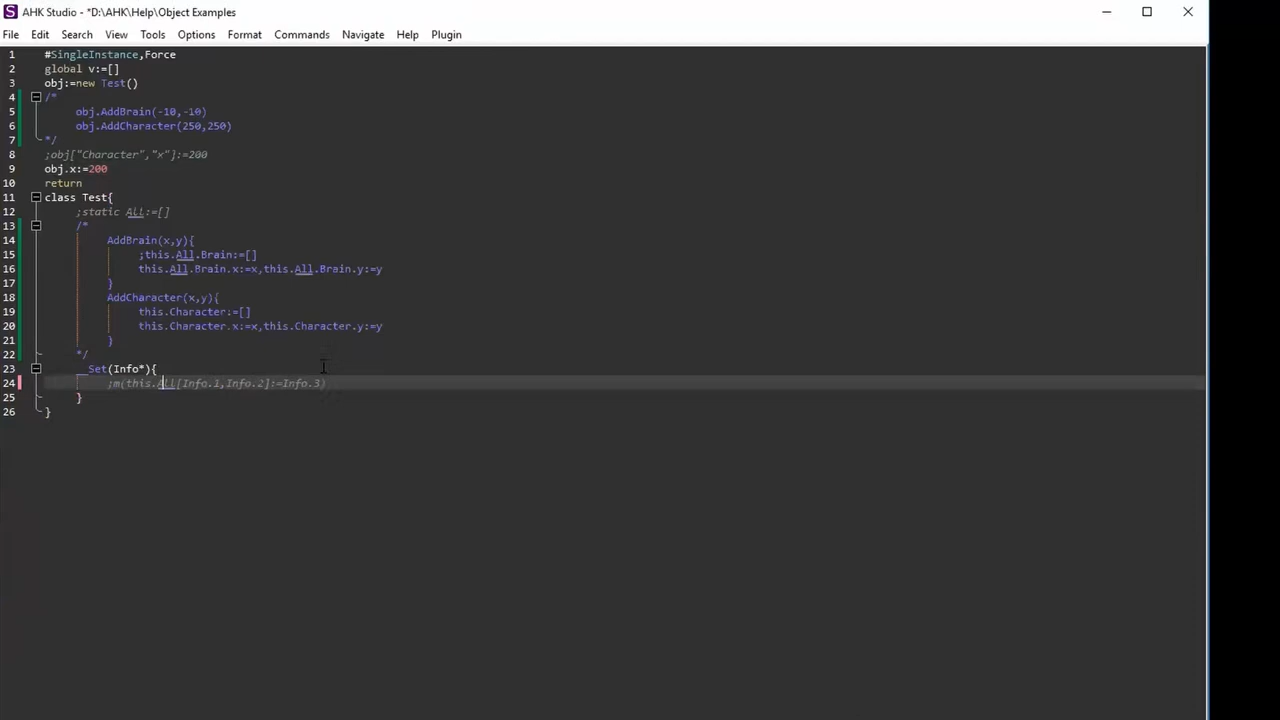 AHK Studio - *D:\AHK\Help\Object Examples
File Edit Search View Tools Options Format Commands Navigate Help Plugin
1 #SingleInstance,Force
2 global v:=[]
3 obj:=new Test()
4 /*
5 obj.AddBrain(-10,-10)
6 obj.AddCharacter(250,250)
7 */
8 ;obj["Character","x"]:=200
9 obj.x:=200
10 return
11 class Test{
12 ;static All:=[]
13 /*
14 AddBrain(x,y){
15 ;this.All.Brain:=[]
16 this.All.Brain.x:=x,this.All.Brain.y:=y
17 }
18 AddCharacter(x,y){
19 this.Character:=[]
20 this.Character.x:=x,this.Character.y:=y
21 }
22 */
23 __Set(Info*){
24 ;m(this.All[Info.1,Info.2]:=Info.3)
25 }
26 }